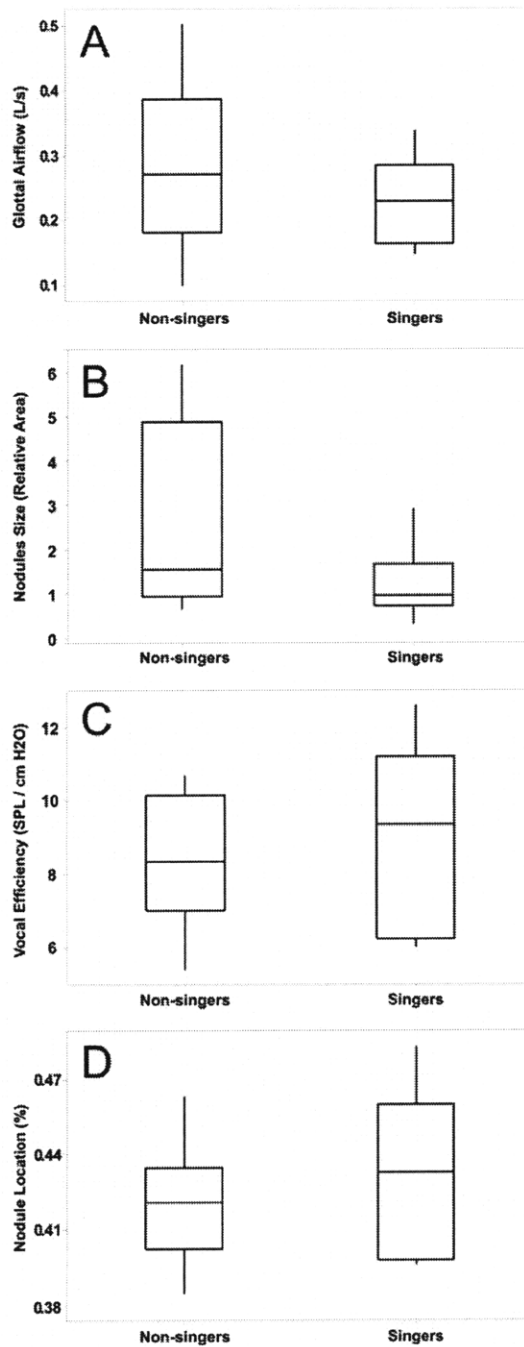 A
Glottal Airflow (L/s)
0.5
0.4
0.3
0.2
0.1
Non-singers
Singers
B
Nodules Size (Relative Area)
6
5
4
3
2
1
0
Non-singers
Singers
C
Vocal Efficiency (SPL / cm H2O)
12
10
8
6
Non-singers
Singers
D
Nodule Location (%)
0.47
0.44
0.41
0.38
Non-singers
Singers